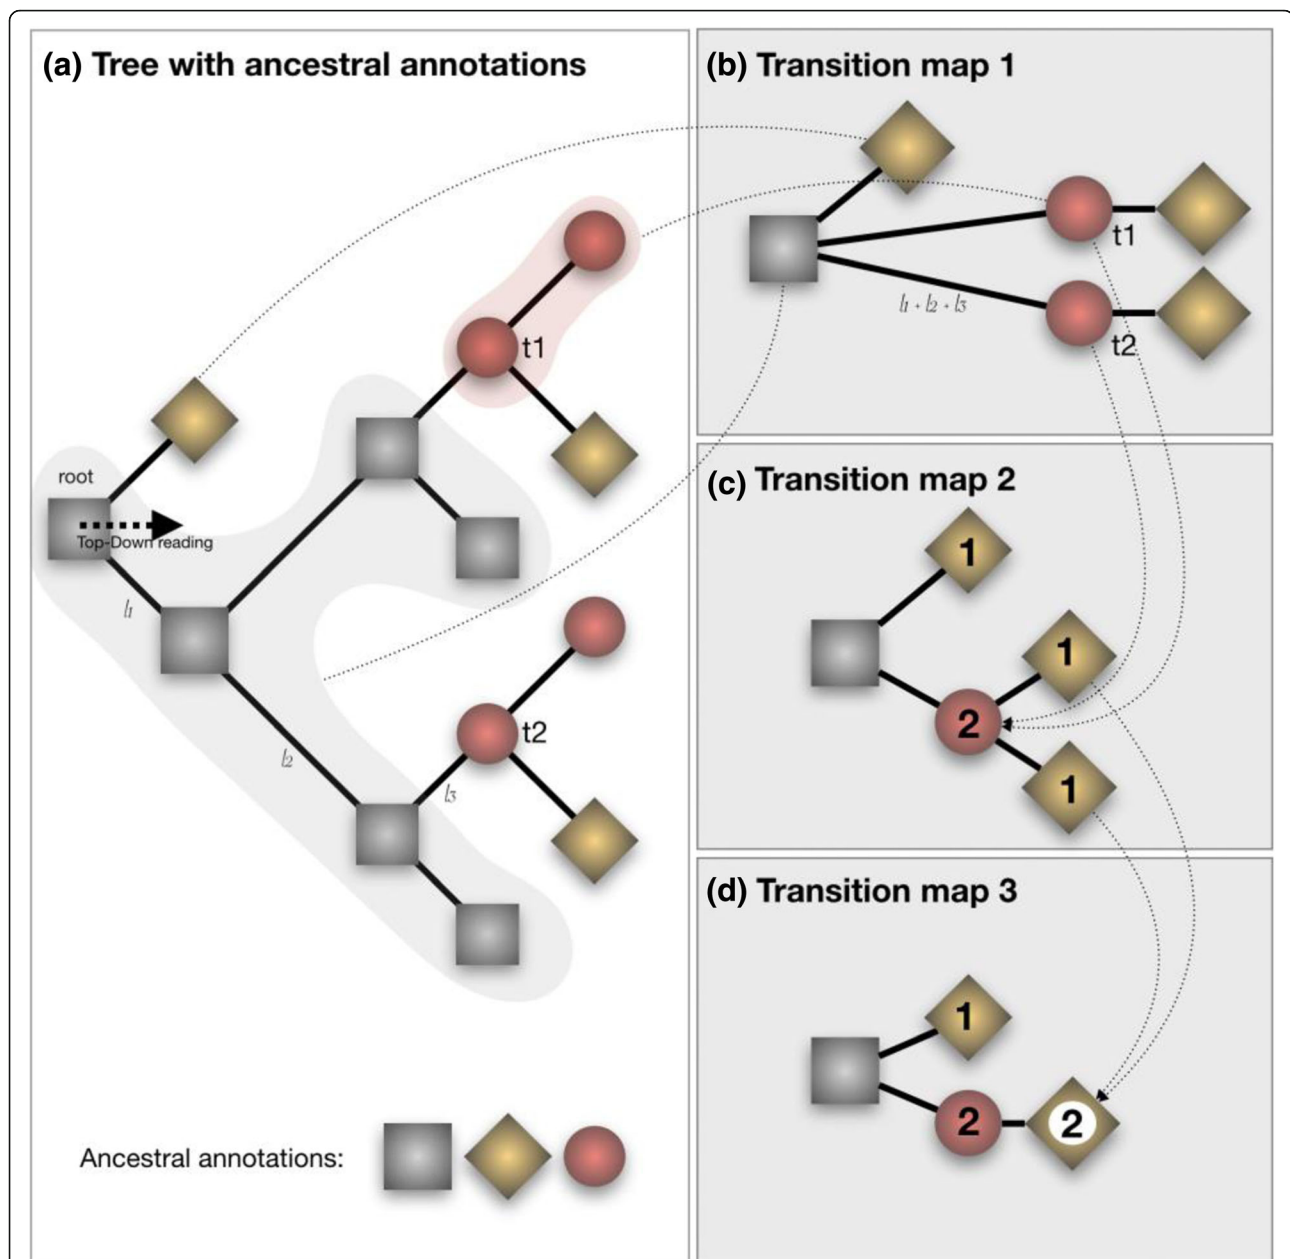 (a) Tree with ancestral annotations
t1
root
Top-Down reading
l1
t2
l2
l3
Ancestral annotations:
(b) Transition map 1
t1
l1 + l2 + l3
t2
(c) Transition map 2
1
1
2
1
(d) Transition map 3
1
2
2